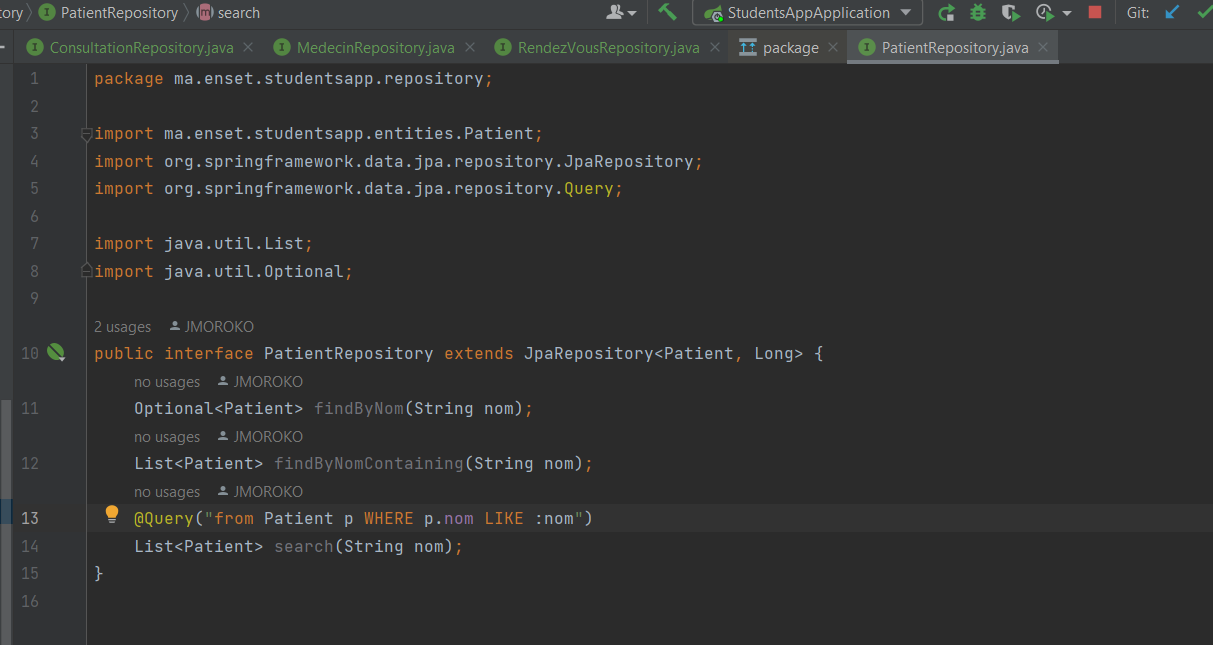 ory PatientRepository m search StudentsAppApplication Git:
I ConsultationRepository.java I MedecinRepository.java I RendezVousRepository.java package I PatientRepository.java
1 package ma.enset.studentsapp.repository;
2
3 import ma.enset.studentsapp.entities.Patient;
4 import org.springframework.data.jpa.repository.JpaRepository;
5 import org.springframework.data.jpa.repository.Query;
6
7 import java.util.List;
8 import java.util.Optional;
9
2 usages JMOROKO
10 public interface PatientRepository extends JpaRepository<Patient, Long> {
no usages JMOROKO
11 Optional<Patient> findByNom(String nom);
no usages JMOROKO
12 List<Patient> findByNomContaining(String nom);
no usages JMOROKO
13 @Query("from Patient p WHERE p.nom LIKE :nom")
14 List<Patient> search(String nom);
15 }
16